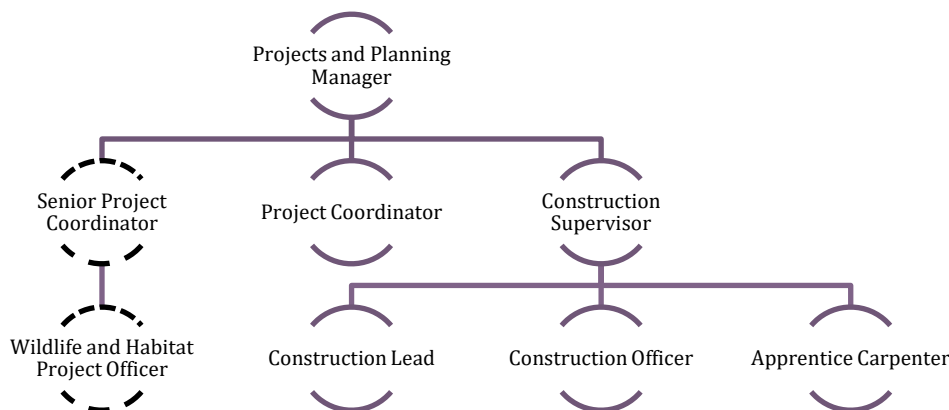 Projects and Planning
Manager
Senior Project
Coordinator
Project Coordinator
Construction
Supervisor
Wildlife and Habitat
Project Officer
Construction Lead
Construction Officer
Apprentice Carpenter